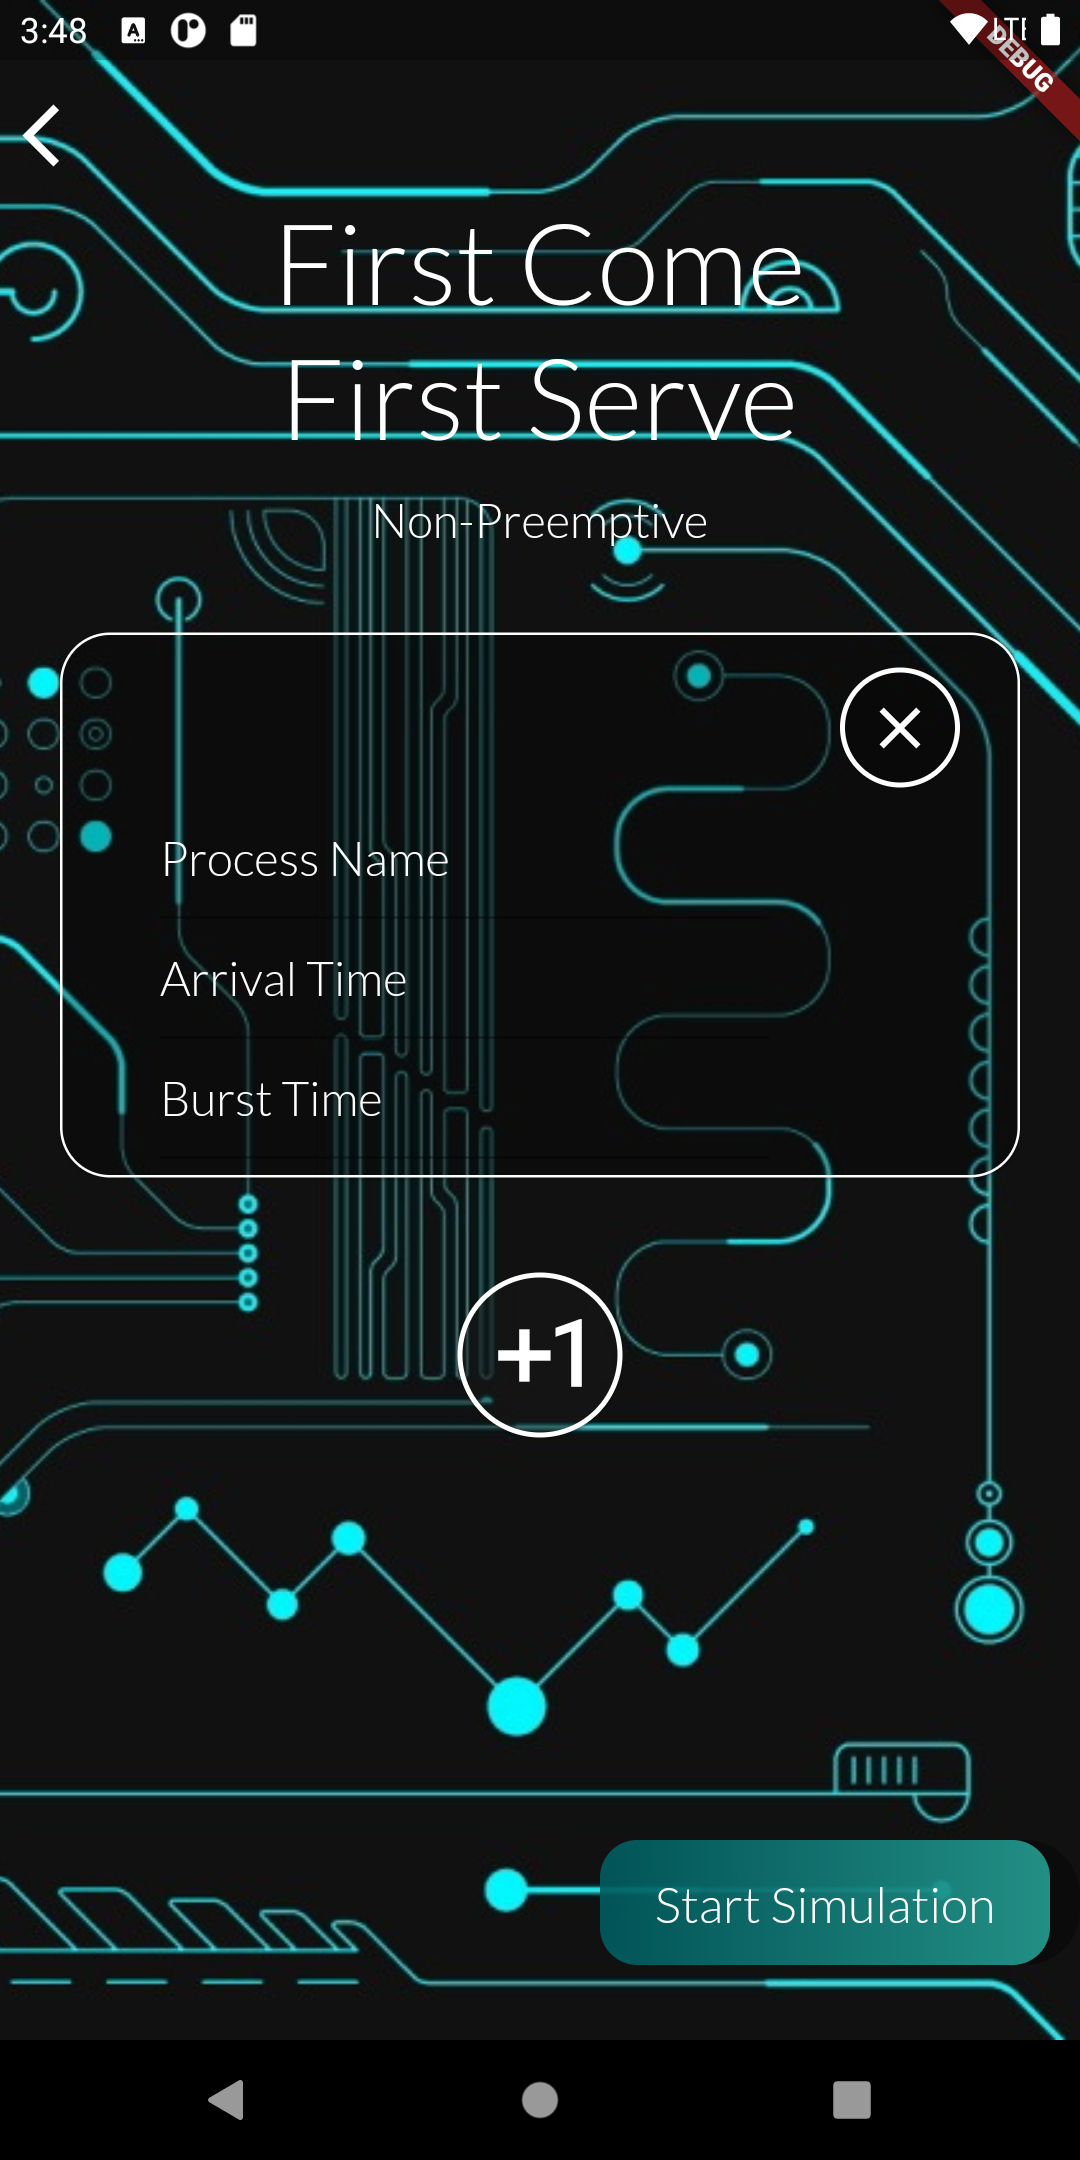 3:48
LTE
DEBUG
First Come
First Serve
Non-Preemptive
Process Name
Arrival Time
Burst Time
+1
Start Simulation